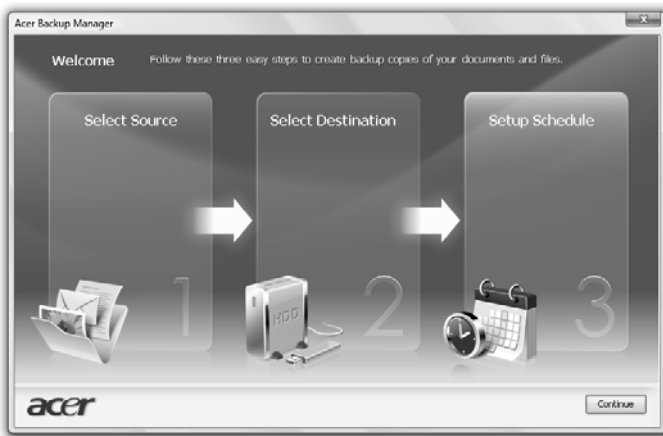 Acer Backup Manager
x
Welcome Follow these three easy steps to create backup copies of your documents and files.
Select Source
Select Destination
Setup Schedule
1
2
3
HDD
acer
Continue